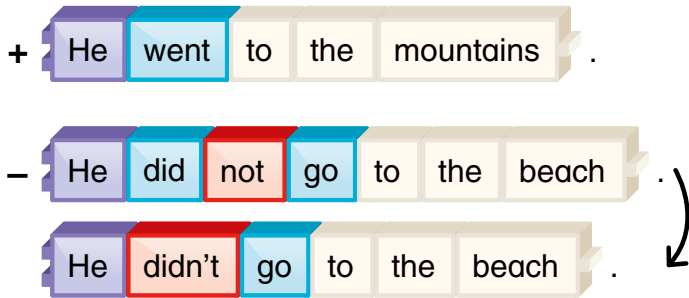 + He went to the mountains .
– He did not go to the beach .
He didn't go to the beach .